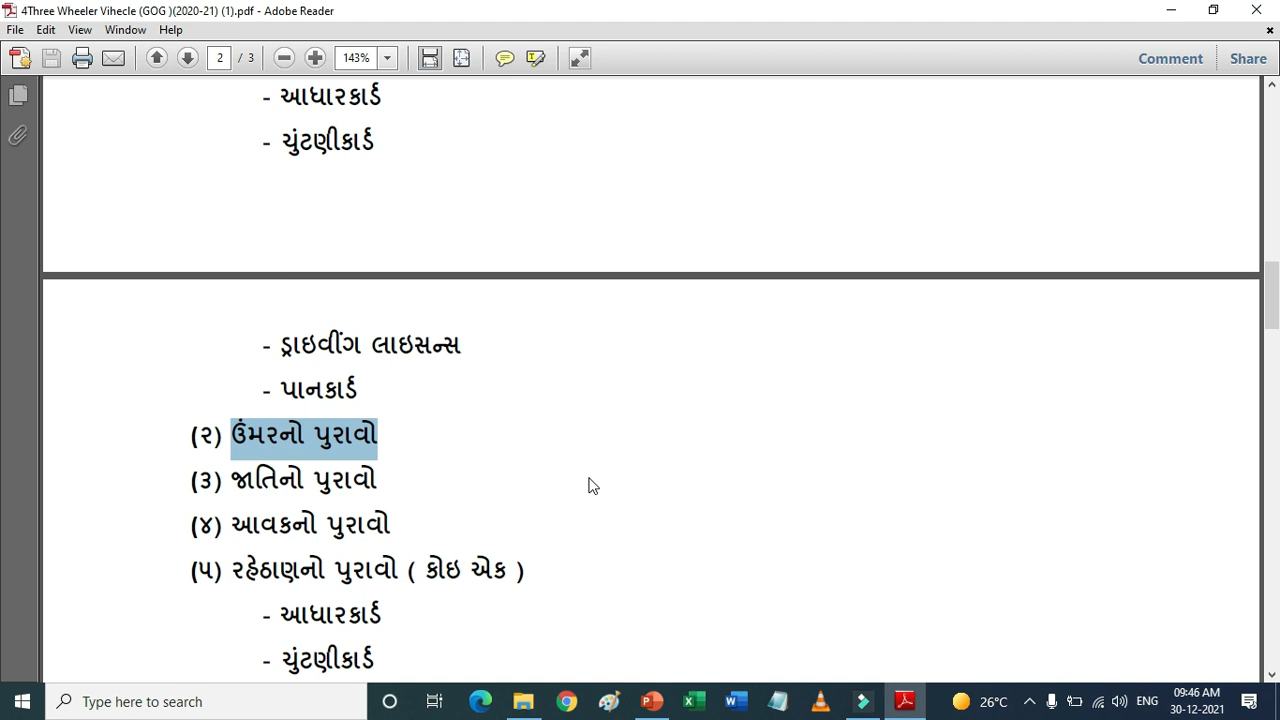 4Three Wheeler Vihecle (GOG )(2020-21) (1).pdf - Adobe Reader
File Edit View Window Help
2 / 3 143% Comment Share
- આધારકાર્ડ
- ચુંટણીકાર્ડ
- ડ્રાઇવીંગ લાઇસન્સ
- પાનકાર્ડ
(૨) ઉંમરનો પુરાવો
(૩) જાતિનો પુરાવો
(૪) આવકનો પુરાવો
(૫) રહેઠાણનો પુરાવો ( કોઇ એક )
- આધારકાર્ડ
- ચુંટણીકાર્ડ
Type here to search 26°C ENG 09:46 AM
30-12-2021